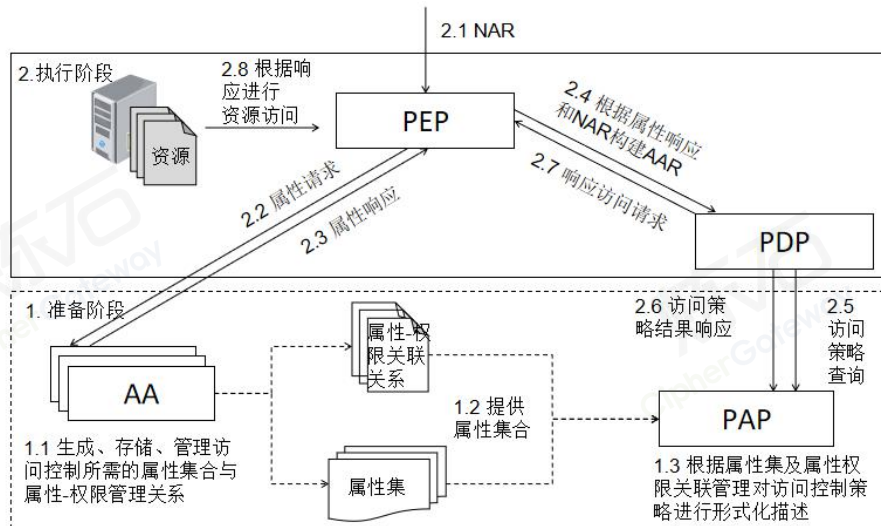 2.1 NAR
2.执行阶段
2.8 根据响
应进行
资源访问
资源
PEP
2.4 根据属性响应
和NAR构建AAR
2.7 响应访问请求
2.2 属性请求
2.3 属性响应
PDP
1. 准备阶段
2.6 访问策
略结果响应
2.5
访问
策略
查询
属性-权
限关联
关系
AA
1.2 提供
属性集合
PAP
1.1 生成、存储、管理访
问控制所需的属性集合与
属性-权限管理关系
属性集
1.3 根据属性集及属性权
限关联管理对访问控制策
略进行形式化描述
CipherGateway